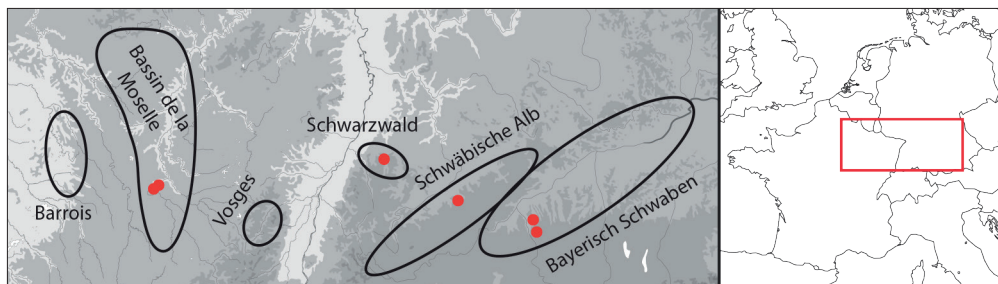 Barrois
Bassin de la
Moselle
Vosges
Schwarzwald
Schwäbische Alb
Bayerisch Schwaben